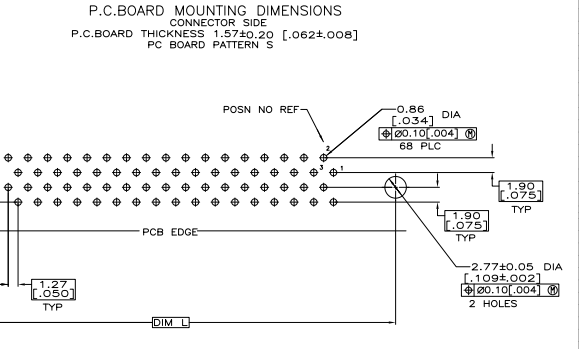 P.C.BOARD MOUNTING DIMENSIONS
CONNECTOR SIDE
P.C.BOARD THICKNESS 1.57±0.20 [.062±.008]
PC BOARD PATTERN S
POSN NO REF
0.86
[.034] DIA
⌖ Ø0.10[.004] Ⓜ
68 PLC
2
3
1
1.90
[.075]
TYP
1.90
[.075]
TYP
PCB EDGE
2.77±0.05 DIA
[.109±.002]
⌖ Ø0.10[.004] Ⓜ
2 HOLES
1.27
[.050]
TYP
DIM L